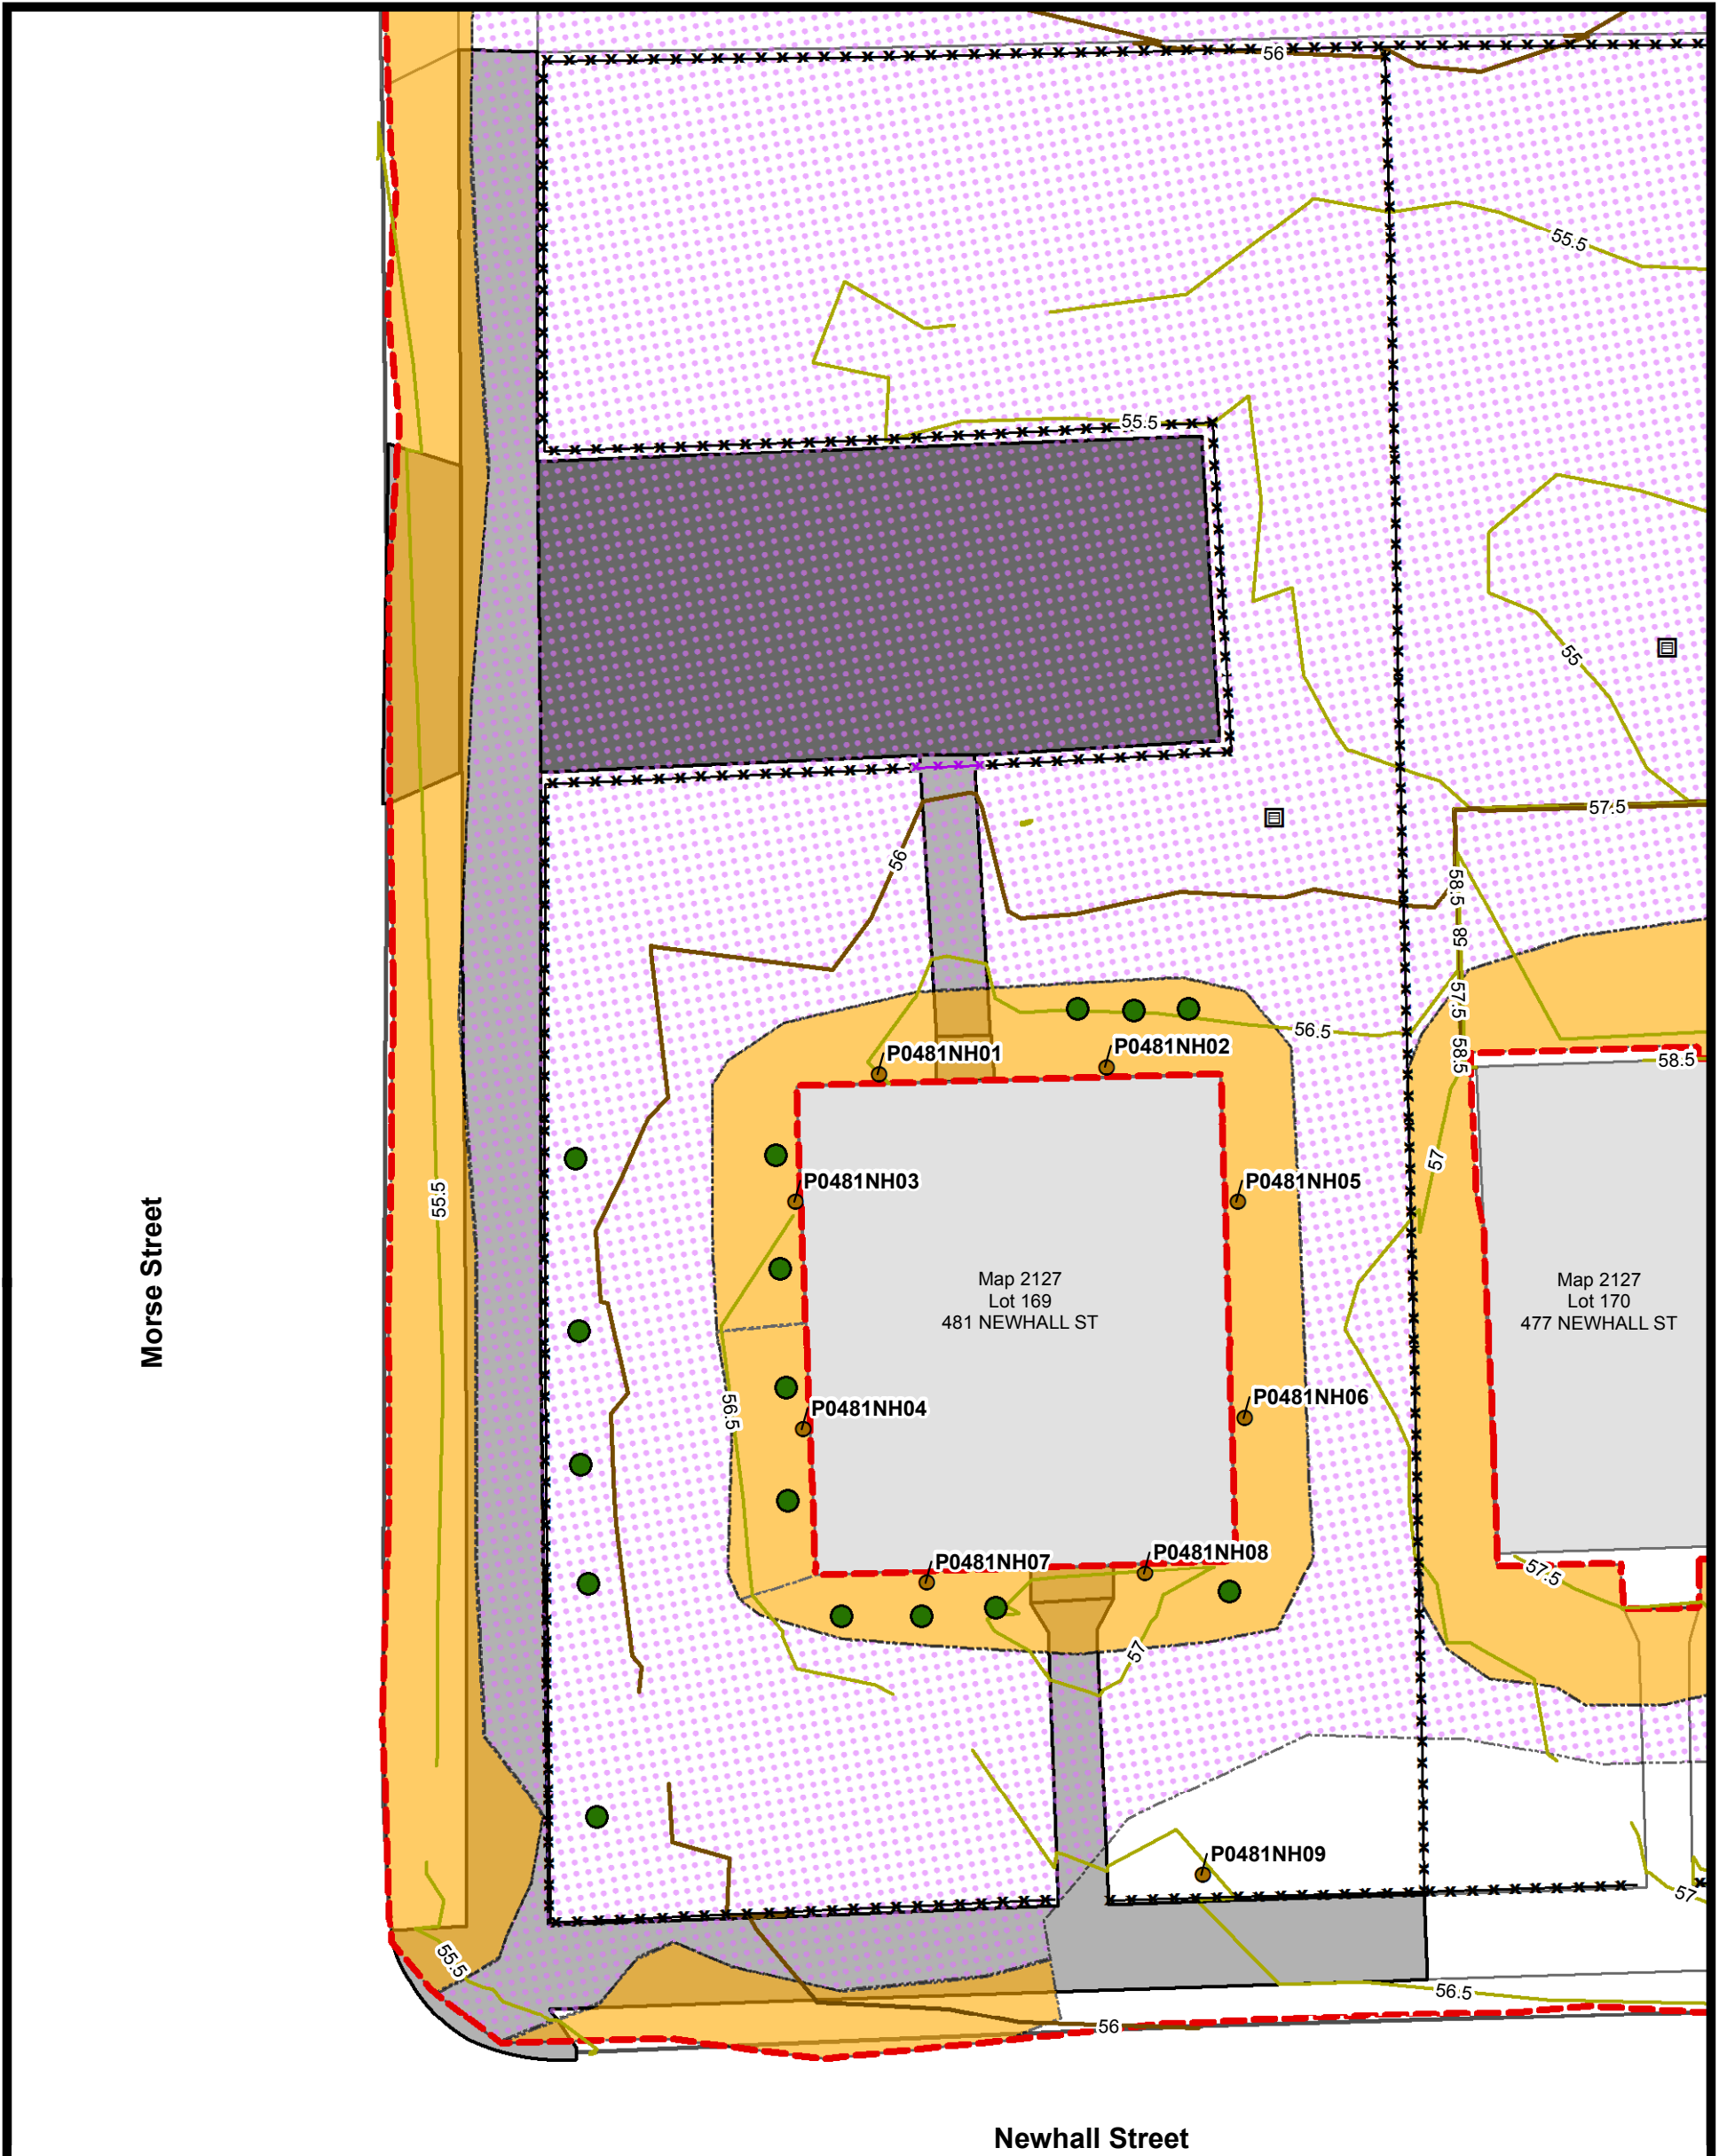 56
55.5
55.5
55
57.5
56
58.5
58
57.5
58.5
56.5
58.5
P0481NH01
P0481NH02
57
P0481NH03
P0481NH05
55.5
Morse Street
Map 2127
Lot 169
481 NEWHALL ST
Map 2127
Lot 170
477 NEWHALL ST
56.5
P0481NH04
P0481NH06
P0481NH07
P0481NH08
57.5
57
P0481NH09
57
55.5
56.5
56
Newhall Street